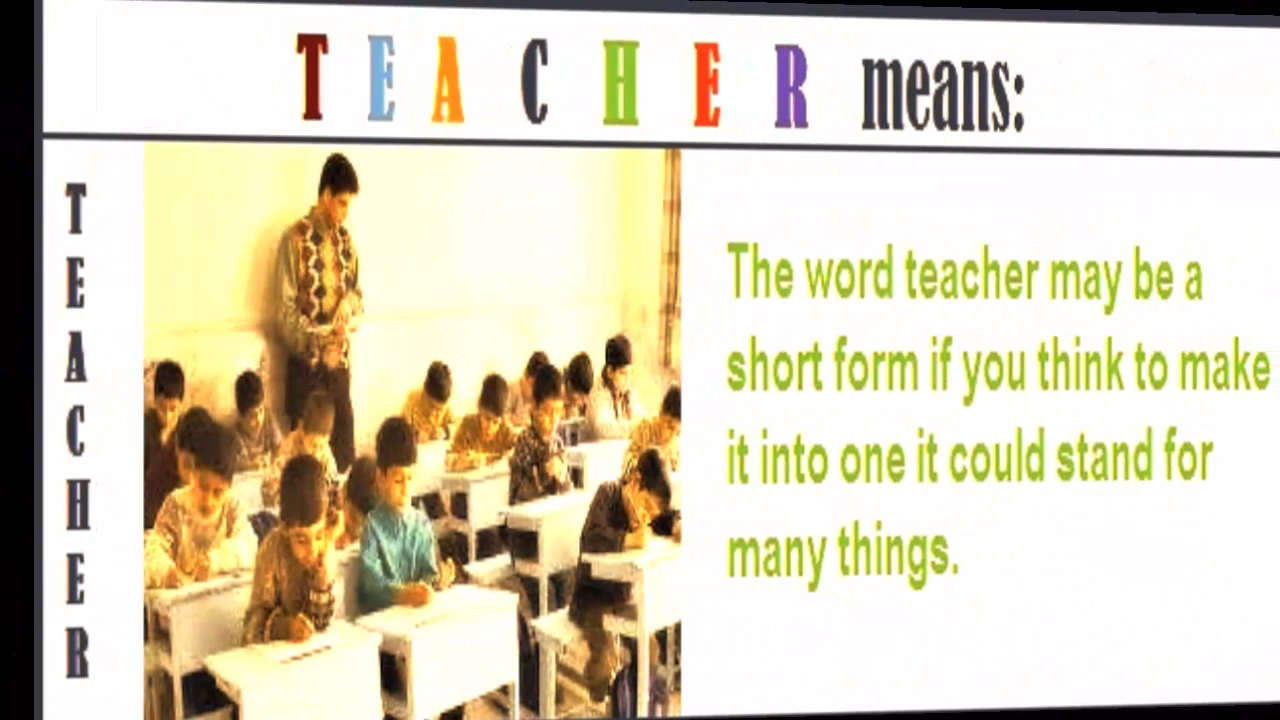 TEACHER means:
T
E
A
C
H
E
R
The word teacher may be a
short form if you think to make
it into one it could stand for
many things.